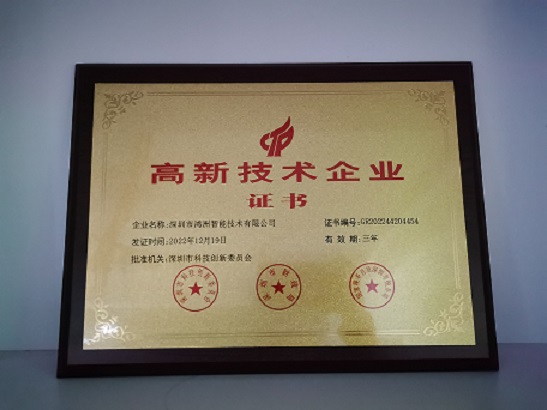 高新技术企业
证书
企业名称:深圳市鸿洲智能技术有限公司 证书编号:GR202244204454
发证时间:2022年12月19日 有效期:三年
批准机关:深圳市科技创新委员会